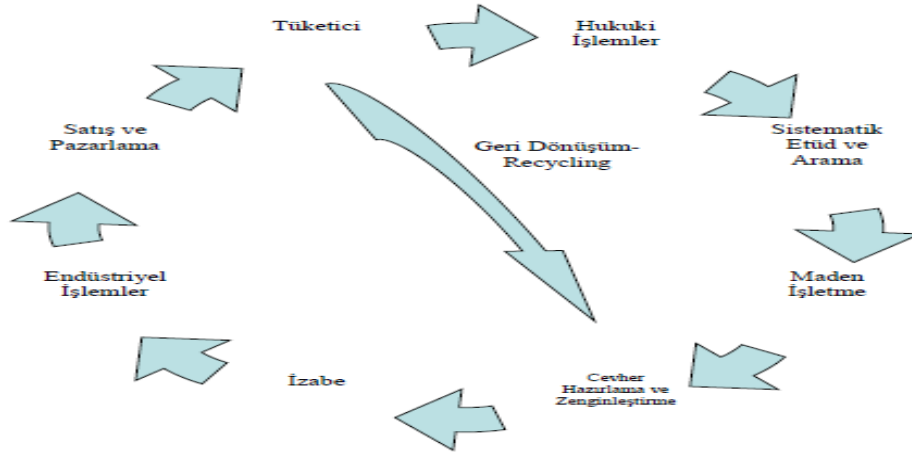 Tüketici
Hukuki
İşlemler
Sistematik
Etüd ve
Arama
Maden
İşletme
Cevher
Hazırlama ve
Zenginleştirme
İzabe
Endüstriyel
İşlemler
Satış ve
Pazarlama
Geri Dönüşüm-
Recycling